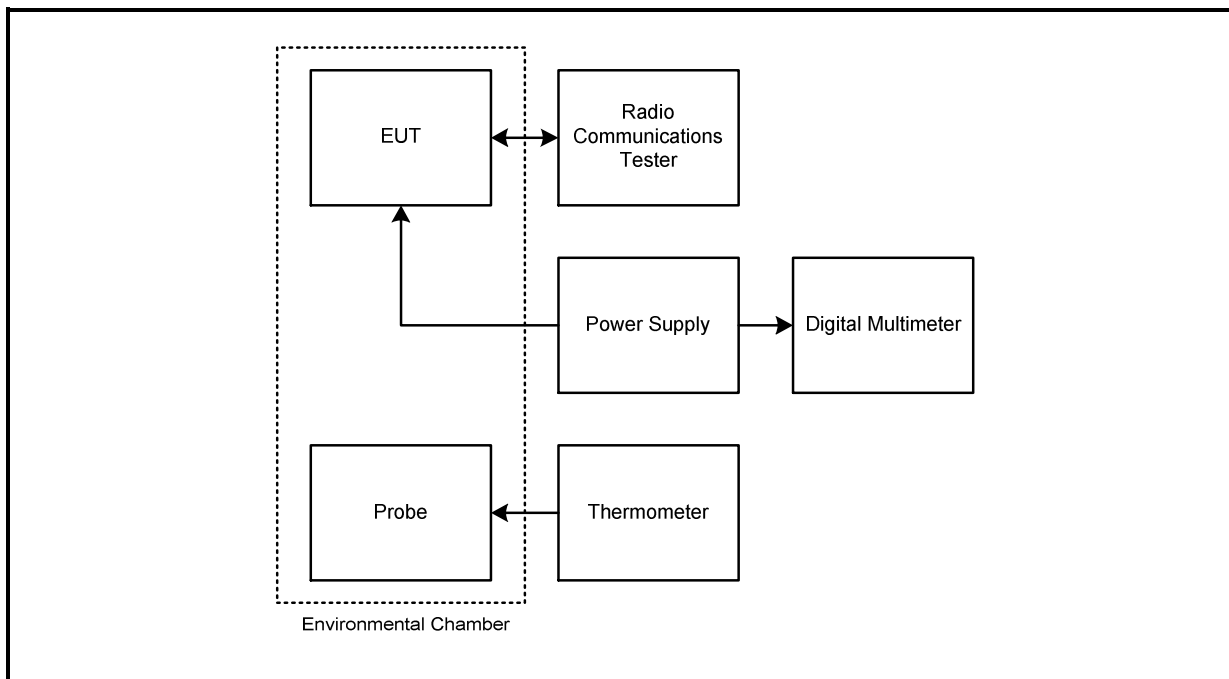 EUT
Radio
Communications
Tester
Power Supply
Digital Multimeter
Probe
Thermometer
Environmental Chamber